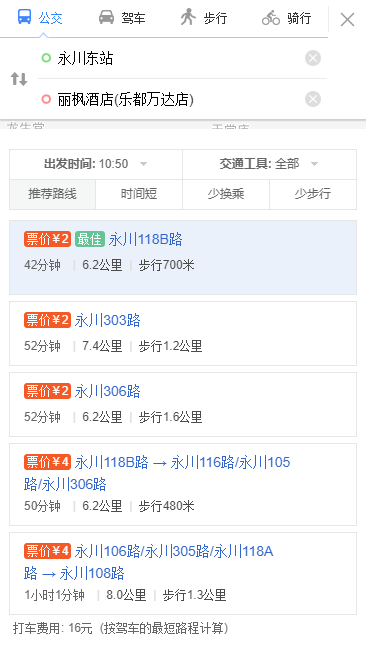 公交 驾车 步行 骑行
永川东站
丽枫酒店(乐都万达店)
出发时间: 10:50 交通工具: 全部
推荐路线 时间短 少换乘 少步行
票价¥2 最佳 永川118B路
42分钟 | 6.2公里 | 步行700米
票价¥2 永川303路
52分钟 | 7.4公里 | 步行1.2公里
票价¥2 永川306路
52分钟 | 6.2公里 | 步行1.6公里
票价¥4 永川118B路 → 永川116路/永川105
路/永川306路
50分钟 | 6.2公里 | 步行480米
票价¥4 永川106路/永川305路/永川118A
路 → 永川108路
1小时1分钟 | 8.0公里 | 步行1.3公里
打车费用: 16元（按驾车的最短路程计算）